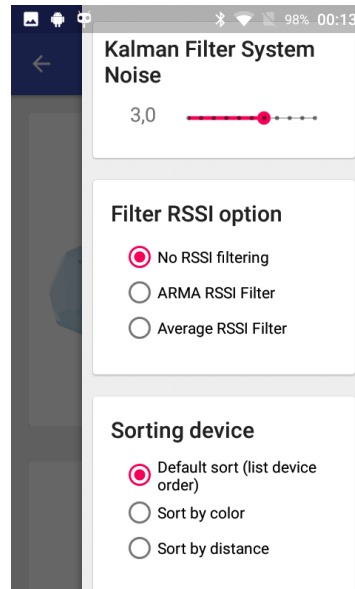 98% 00:13
Kalman Filter System
Noise
3,0
Filter RSSI option
No RSSI filtering
ARMA RSSI Filter
Average RSSI Filter
Sorting device
Default sort (list device
order)
Sort by color
Sort by distance